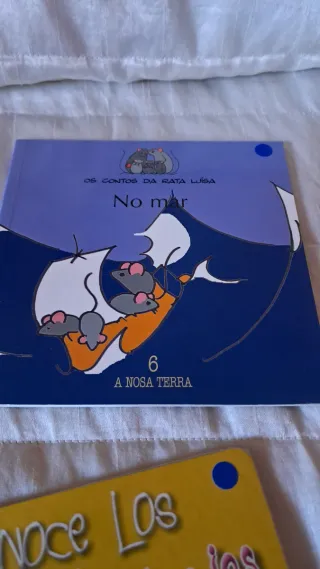 OS CONTOS DA RATA LUÍSA
No mar
6
A NOSA TERRA
NOCE LOS